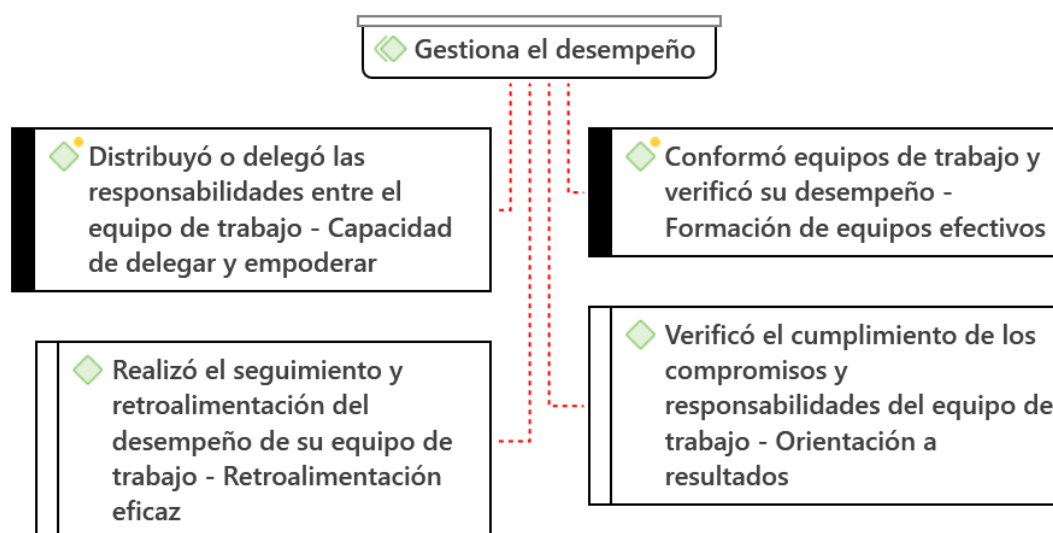 Gestiona el desempeño
Distribuyó o delegó las
responsabilidades entre el
equipo de trabajo - Capacidad
de delegar y empoderar
Conformó equipos de trabajo y
verificó su desempeño -
Formación de equipos efectivos
Realizó el seguimiento y
retroalimentación del
desempeño de su equipo de
trabajo - Retroalimentación
eficaz
Verificó el cumplimiento de los
compromisos y
responsabilidades del equipo de
trabajo - Orientación a
resultados